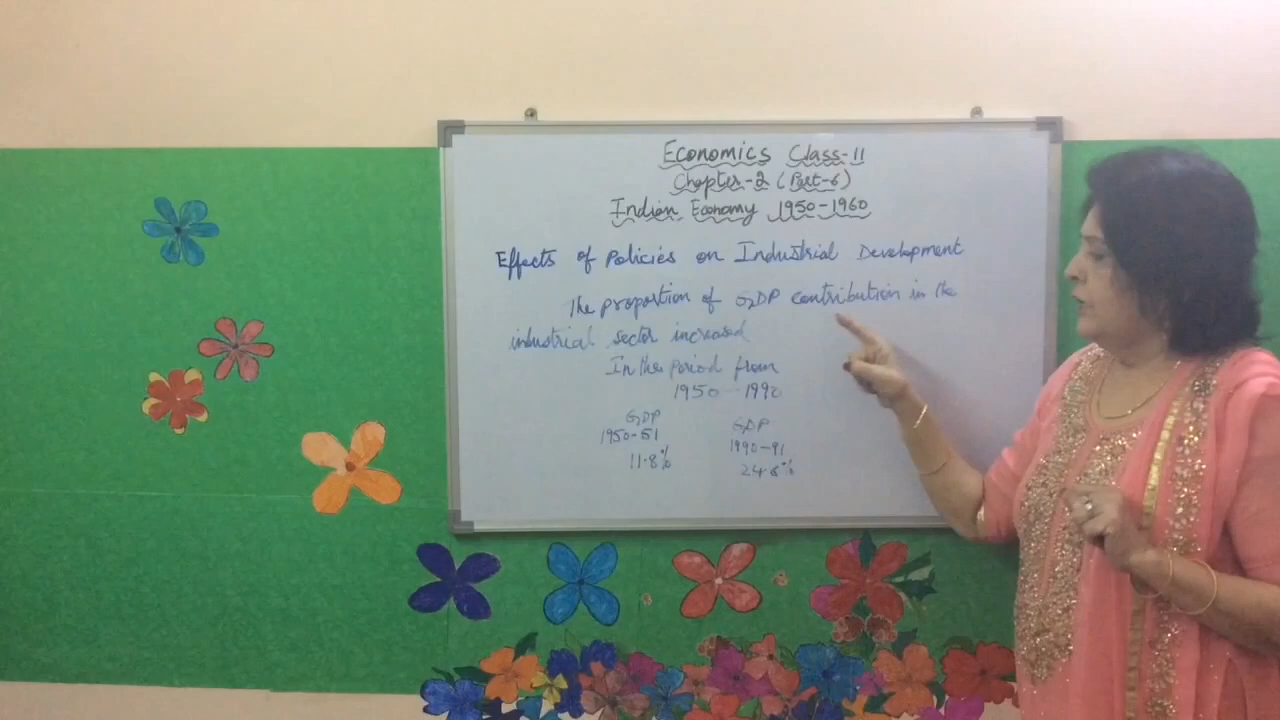 Economics Class-11
Chapter-2 (Part-6)
Indian Economy 1950-1960
Effects of Policies on Industrial Development
The proportion of GDP contribution in the
industrial sector increased
In the period from
1950-1990
GDP GDP
1950-51 1990-91
11.8% 24.6%